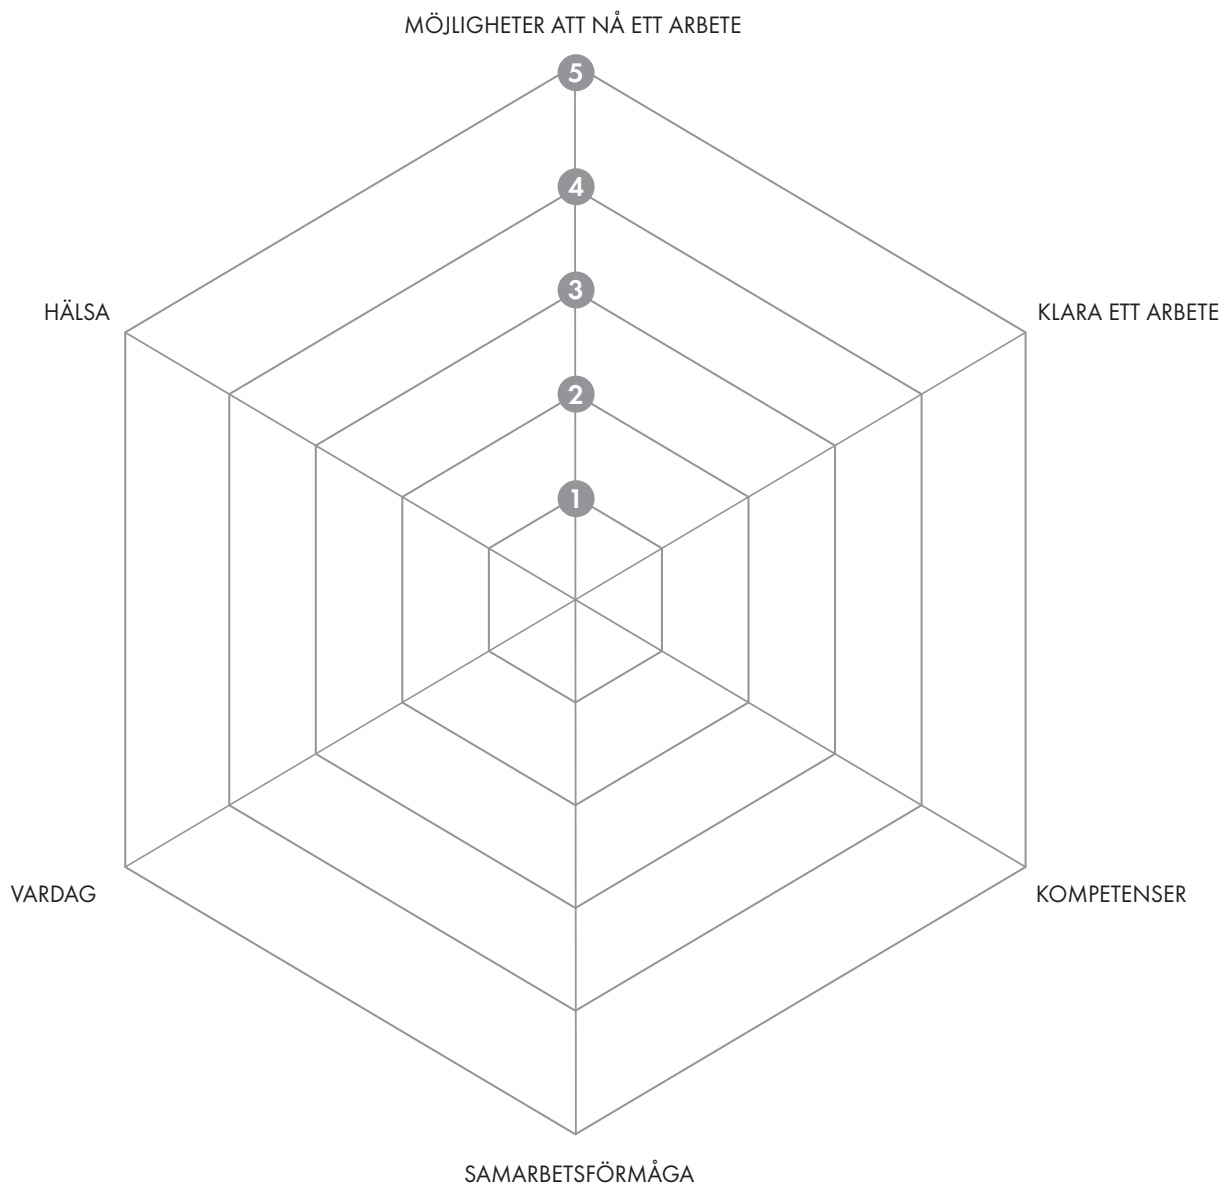 MÖJLIGHETER ATT NÅ ETT ARBETE
5
4
3
HÄLSA
KLARA ETT ARBETE
2
1
VARDAG
KOMPETENSER
SAMARBETSFÖRMÅGA